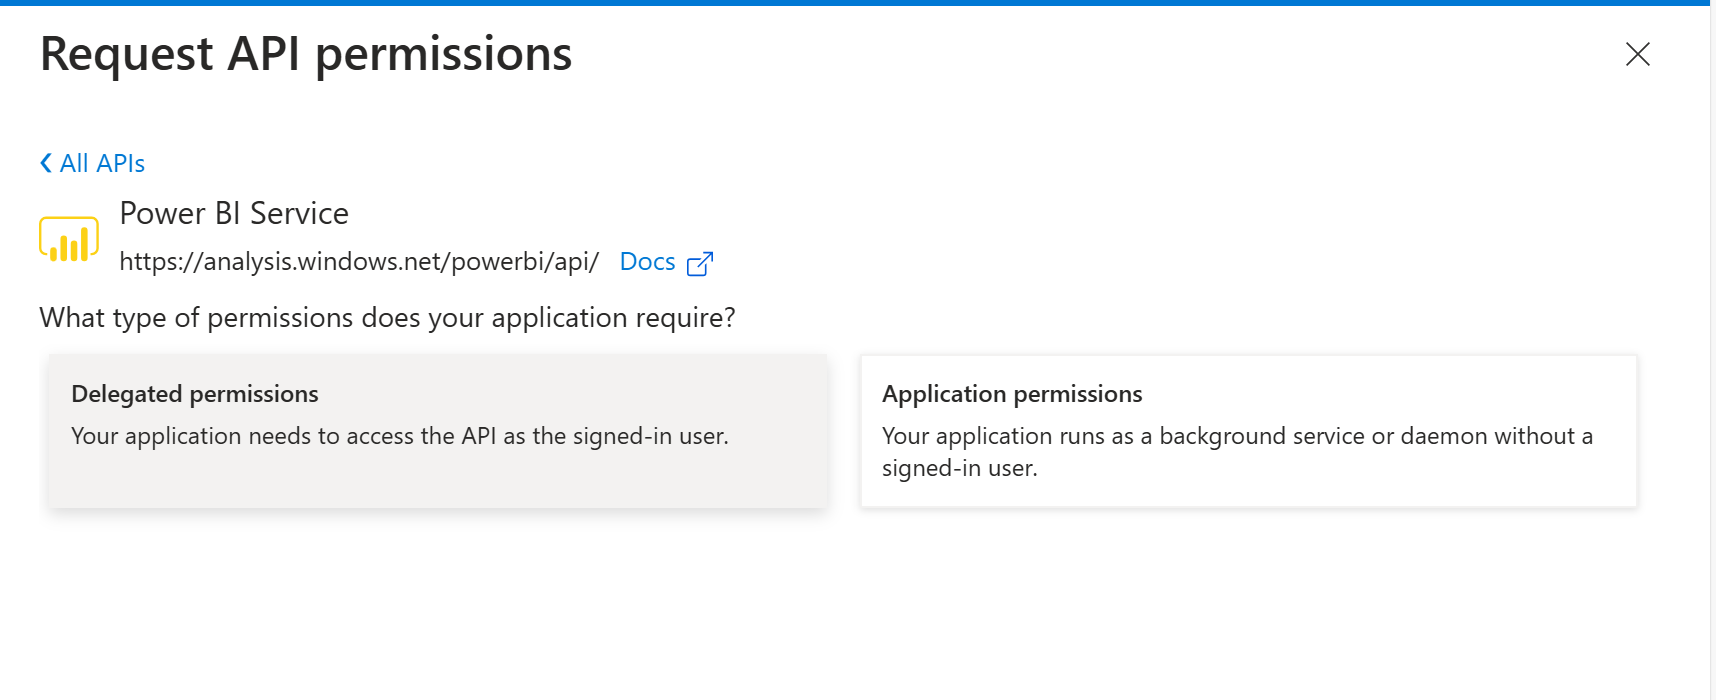 Request API permissions
All APIs
Power BI Service
https://analysis.windows.net/powerbi/api/ Docs
What type of permissions does your application require?
Delegated permissions
Your application needs to access the API as the signed-in user.
Application permissions
Your application runs as a background service or daemon without a
signed-in user.